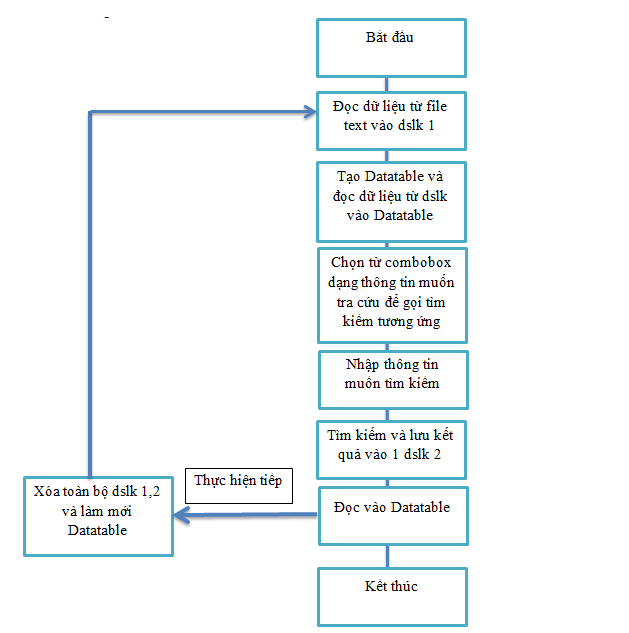 -
Bắt đầu
Đọc dữ liệu từ file
text vào dslk 1
Tạo Datatable và
đọc dữ liệu từ dslk
vào Datatable
Chọn từ combobox
dạng thông tin muốn
tra cứu để gọi tìm
kiếm tương ứng
Nhập thông tin
muốn tìm kiếm
Tìm kiếm và lưu kết
quả vào 1 dslk 2
Đọc vào Datatable
Thực hiện tiếp
Xóa toàn bộ dslk 1,2
và làm mới
Datatable
Kết thúc